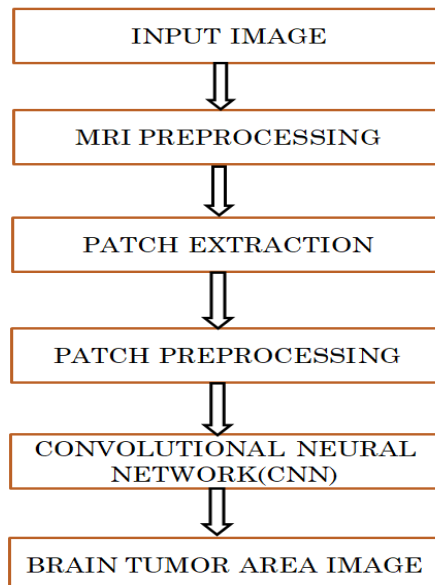 INPUT IMAGE
MRI PREPROCESSING
PATCH EXTRACTION
PATCH PREPROCESSING
CONVOLUTIONAL NEURAL
NETWORK(CNN)
BRAIN TUMOR AREA IMAGE